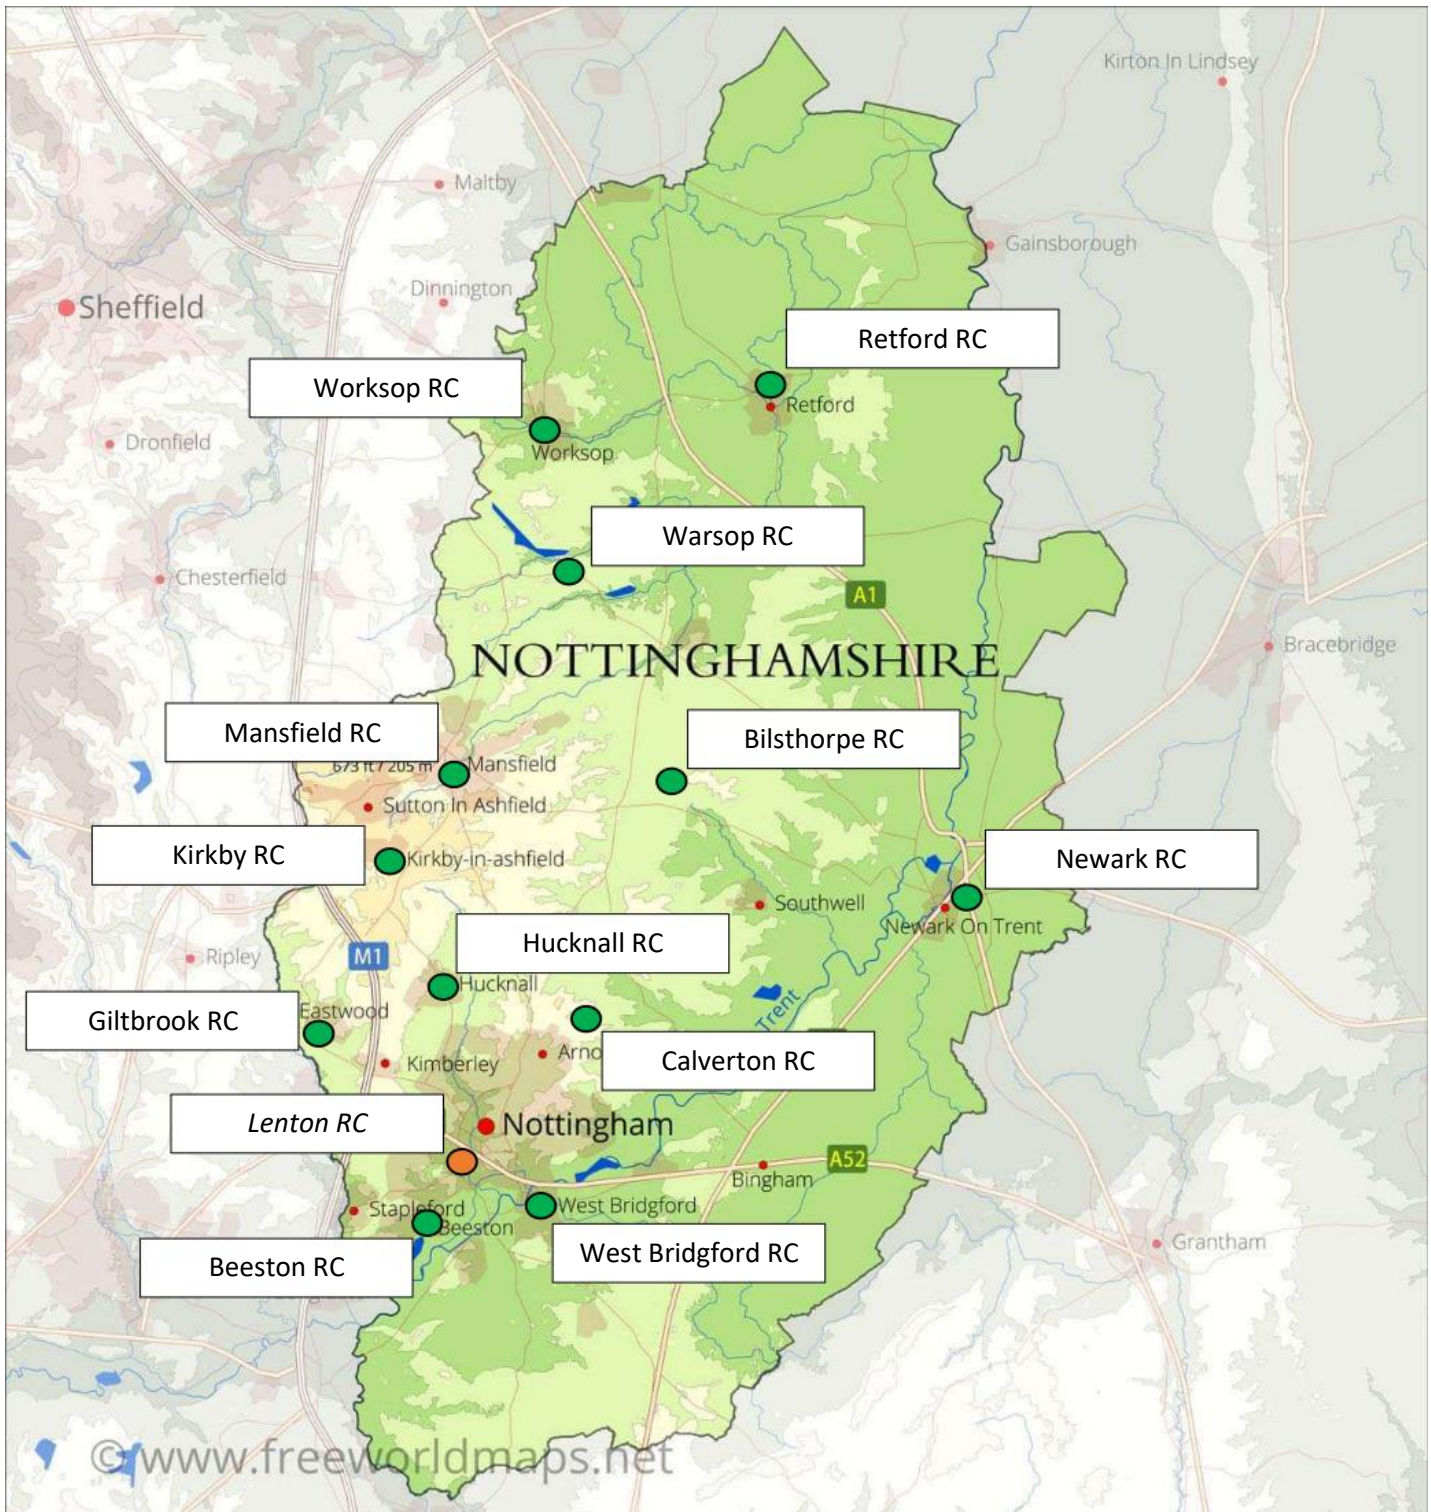 Kirton In Lindsey
Maltby
Gainsborough
Dinnington
Sheffield
Retford RC
Worksop RC
Retford
Dronfield
Worksop
Warsop RC
Chesterfield
A1
Bracebridge
NOTTINGHAMSHIRE
Mansfield RC
Bilsthorpe RC
673 ft / 205 m
Mansfield
Sutton In Ashfield
Kirkby RC
Kirkby-in-ashfield
Newark RC
Southwell
Newark On Trent
Hucknall RC
M1
Ripley
Hucknall
Eastwood
Giltbrook RC
Trent
Arno
Kimberley
Calverton RC
Lenton RC
Nottingham
A52
Bingham
Stapleford
West Bridgford
Beeston
Grantham
West Bridgford RC
Beeston RC
©www.freeworldmaps.net